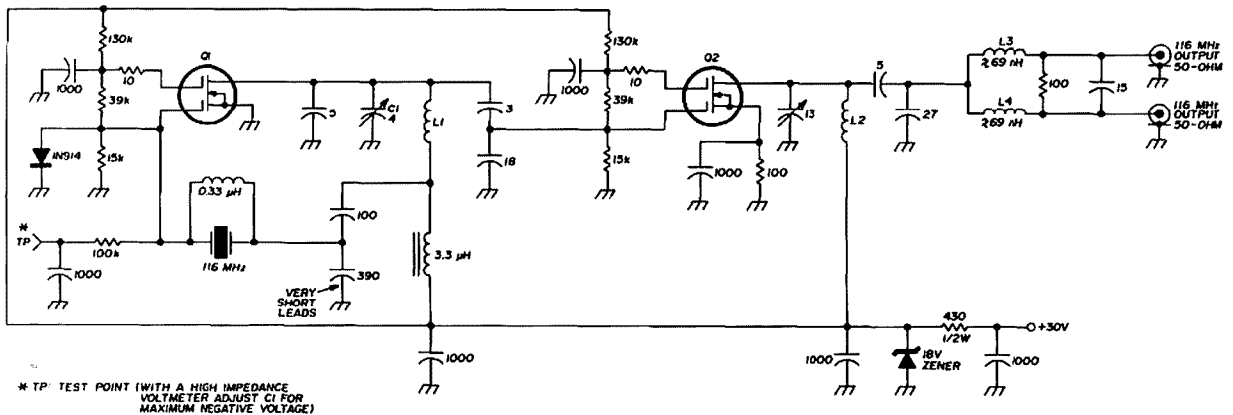 130k
Q1
10
1000
39k
1N914
15k
5
C1
4
L1
3
18
0.33 μH
116 MHz
* TP
100k
1000
100
390
VERY SHORT LEADS
3.3 μH
1000
130k
Q2
10
1000
39k
15k
1000
100
13
L2
5
27
L3
269 nH
L4
269 nH
100
15
116 MHz
OUTPUT
50-OHM
116 MHz
OUTPUT
50-OHM
1000
18V
ZENER
430
1/2W
+30V
1000
* TP TEST POINT (WITH A HIGH IMPEDANCE
VOLTMETER ADJUST C1 FOR
MAXIMUM NEGATIVE VOLTAGE)